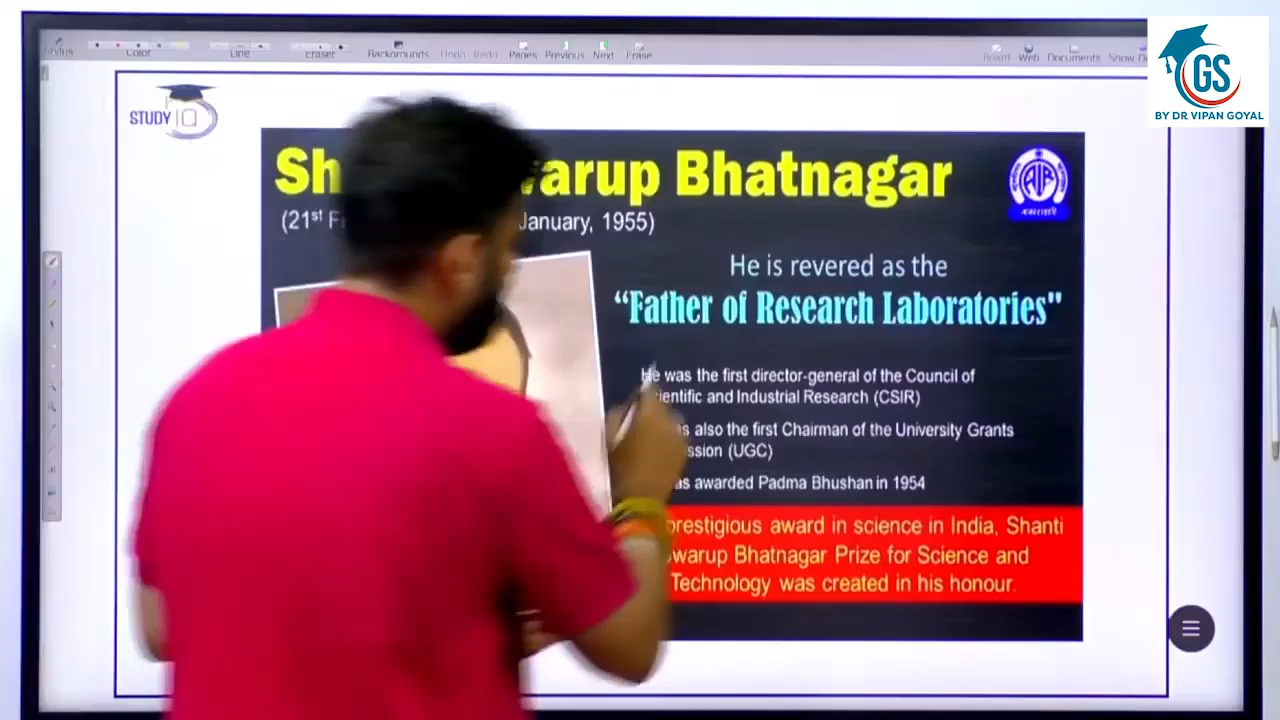 Stylus Color Line Eraser Backgrounds Undo Redo Pages Previous Next Erase Board Web Documents Show
GS
BY DR VIPAN GOYAL
STUDY IQ
Sh warup Bhatnagar
(21st F January, 1955)
He is revered as the
“Father of Research Laboratories"
He was the first director-general of the Council of
ientific and Industrial Research (CSIR)
s also the first Chairman of the University Grants
ssion (UGC)
as awarded Padma Bhushan in 1954
prestigious award in science in India, Shanti
warup Bhatnagar Prize for Science and
Technology was created in his honour.